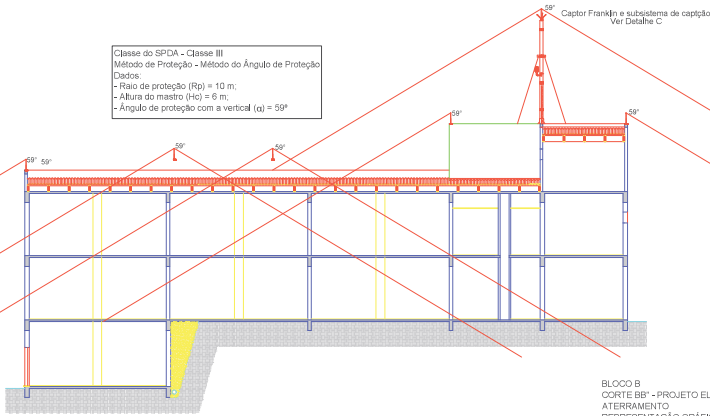 59°
Captor Franklin e subsistema de captção
Ver Detalhe C
Classe do SPDA - Classe III
Método de Proteção - Método do Ângulo de Proteção
Dados:
- Raio de proteção (Rp) = 10 m;
- Altura do mastro (Hc) = 6 m;
- Ângulo de proteção com a vertical (α) = 59º
59°
59°
59°
59°
59° 59°
BLOCO B
CORTE BB" - PROJETO EL
ATERRAMENTO
REPRESENTAÇÃO GRÁFI